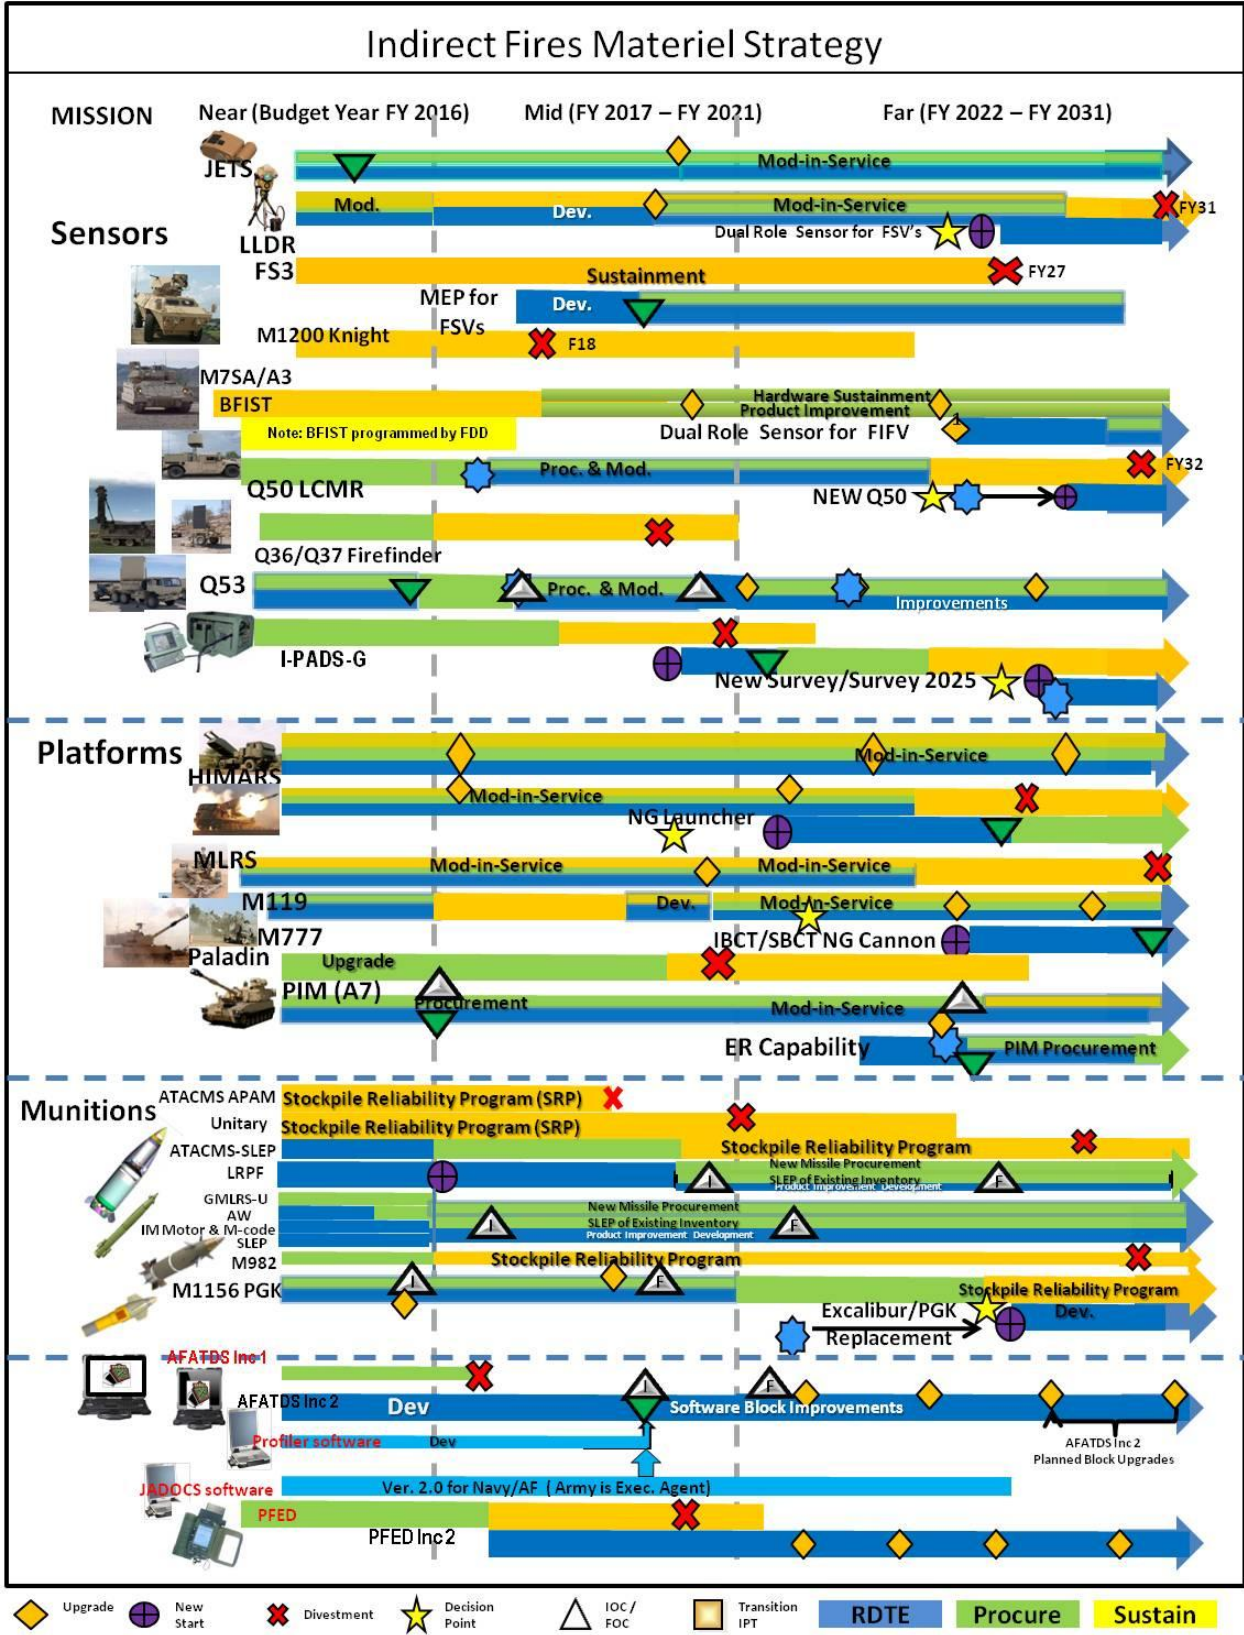 Indirect Fires Materiel Strategy
MISSION
Near (Budget Year FY 2016)
Mid (FY 2017 – FY 2021)
Far (FY 2022 – FY 2031)
JETS
Mod-in-Service
Mod.
Dev.
Mod-in-Service
FY31
Sensors
Dual Role Sensor for FSV's
LLDR
FS3
Sustainment
FY27
MEP for
FSVs
Dev.
M1200 Knight
F18
M7SA/A3
BFIST
Hardware Sustainment
Product Improvement
Note: BFIST programmed by FDD
Dual Role Sensor for FIFV
1
Proc. & Mod.
FY32
Q50 LCMR
NEW Q50
Q36/Q37 Firefinder
Q53
Proc. & Mod.
Improvements
I-PADS-G
New Survey/Survey 2025
Platforms
HIMARS
Mod-in-Service
Mod-in-Service
NG Launcher
MLRS
Mod-in-Service
Mod-in-Service
M119
Dev.
Mod-in-Service
M777
IBCT/SBCT NG Cannon
Paladin
Upgrade
PIM (A7)
Procurement
Mod-in-Service
ER Capability
PIM Procurement
Munitions
ATACMS APAM
Stockpile Reliability Program (SRP)
Unitary
Stockpile Reliability Program (SRP)
ATACMS-SLEP
Stockpile Reliability Program
LRPF
New Missile Procurement
SLEP of Existing Inventory
Product Improvement Development
I
F
GMLRS-U
AW
IM Motor & M-code
SLEP
New Missile Procurement
SLEP of Existing Inventory
Product Improvement Development
I
F
M982
Stockpile Reliability Program
M1156 PGK
I
F
Stockpile Reliability Program
Excalibur/PGK
Replacement
Dev.
AFATDS Inc 1
AFATDS Inc 2
Dev
I
F
Software Block Improvements
Profiler software
Dev
AFATDS Inc 2
Planned Block Upgrades
JADOCS software
Ver. 2.0 for Navy/AF ( Army is Exec. Agent)
PFED
PFED Inc 2
Upgrade
New
Start
Divestment
Decision
Point
IOC /
FOC
Transition
IPT
RDTE
Procure
Sustain